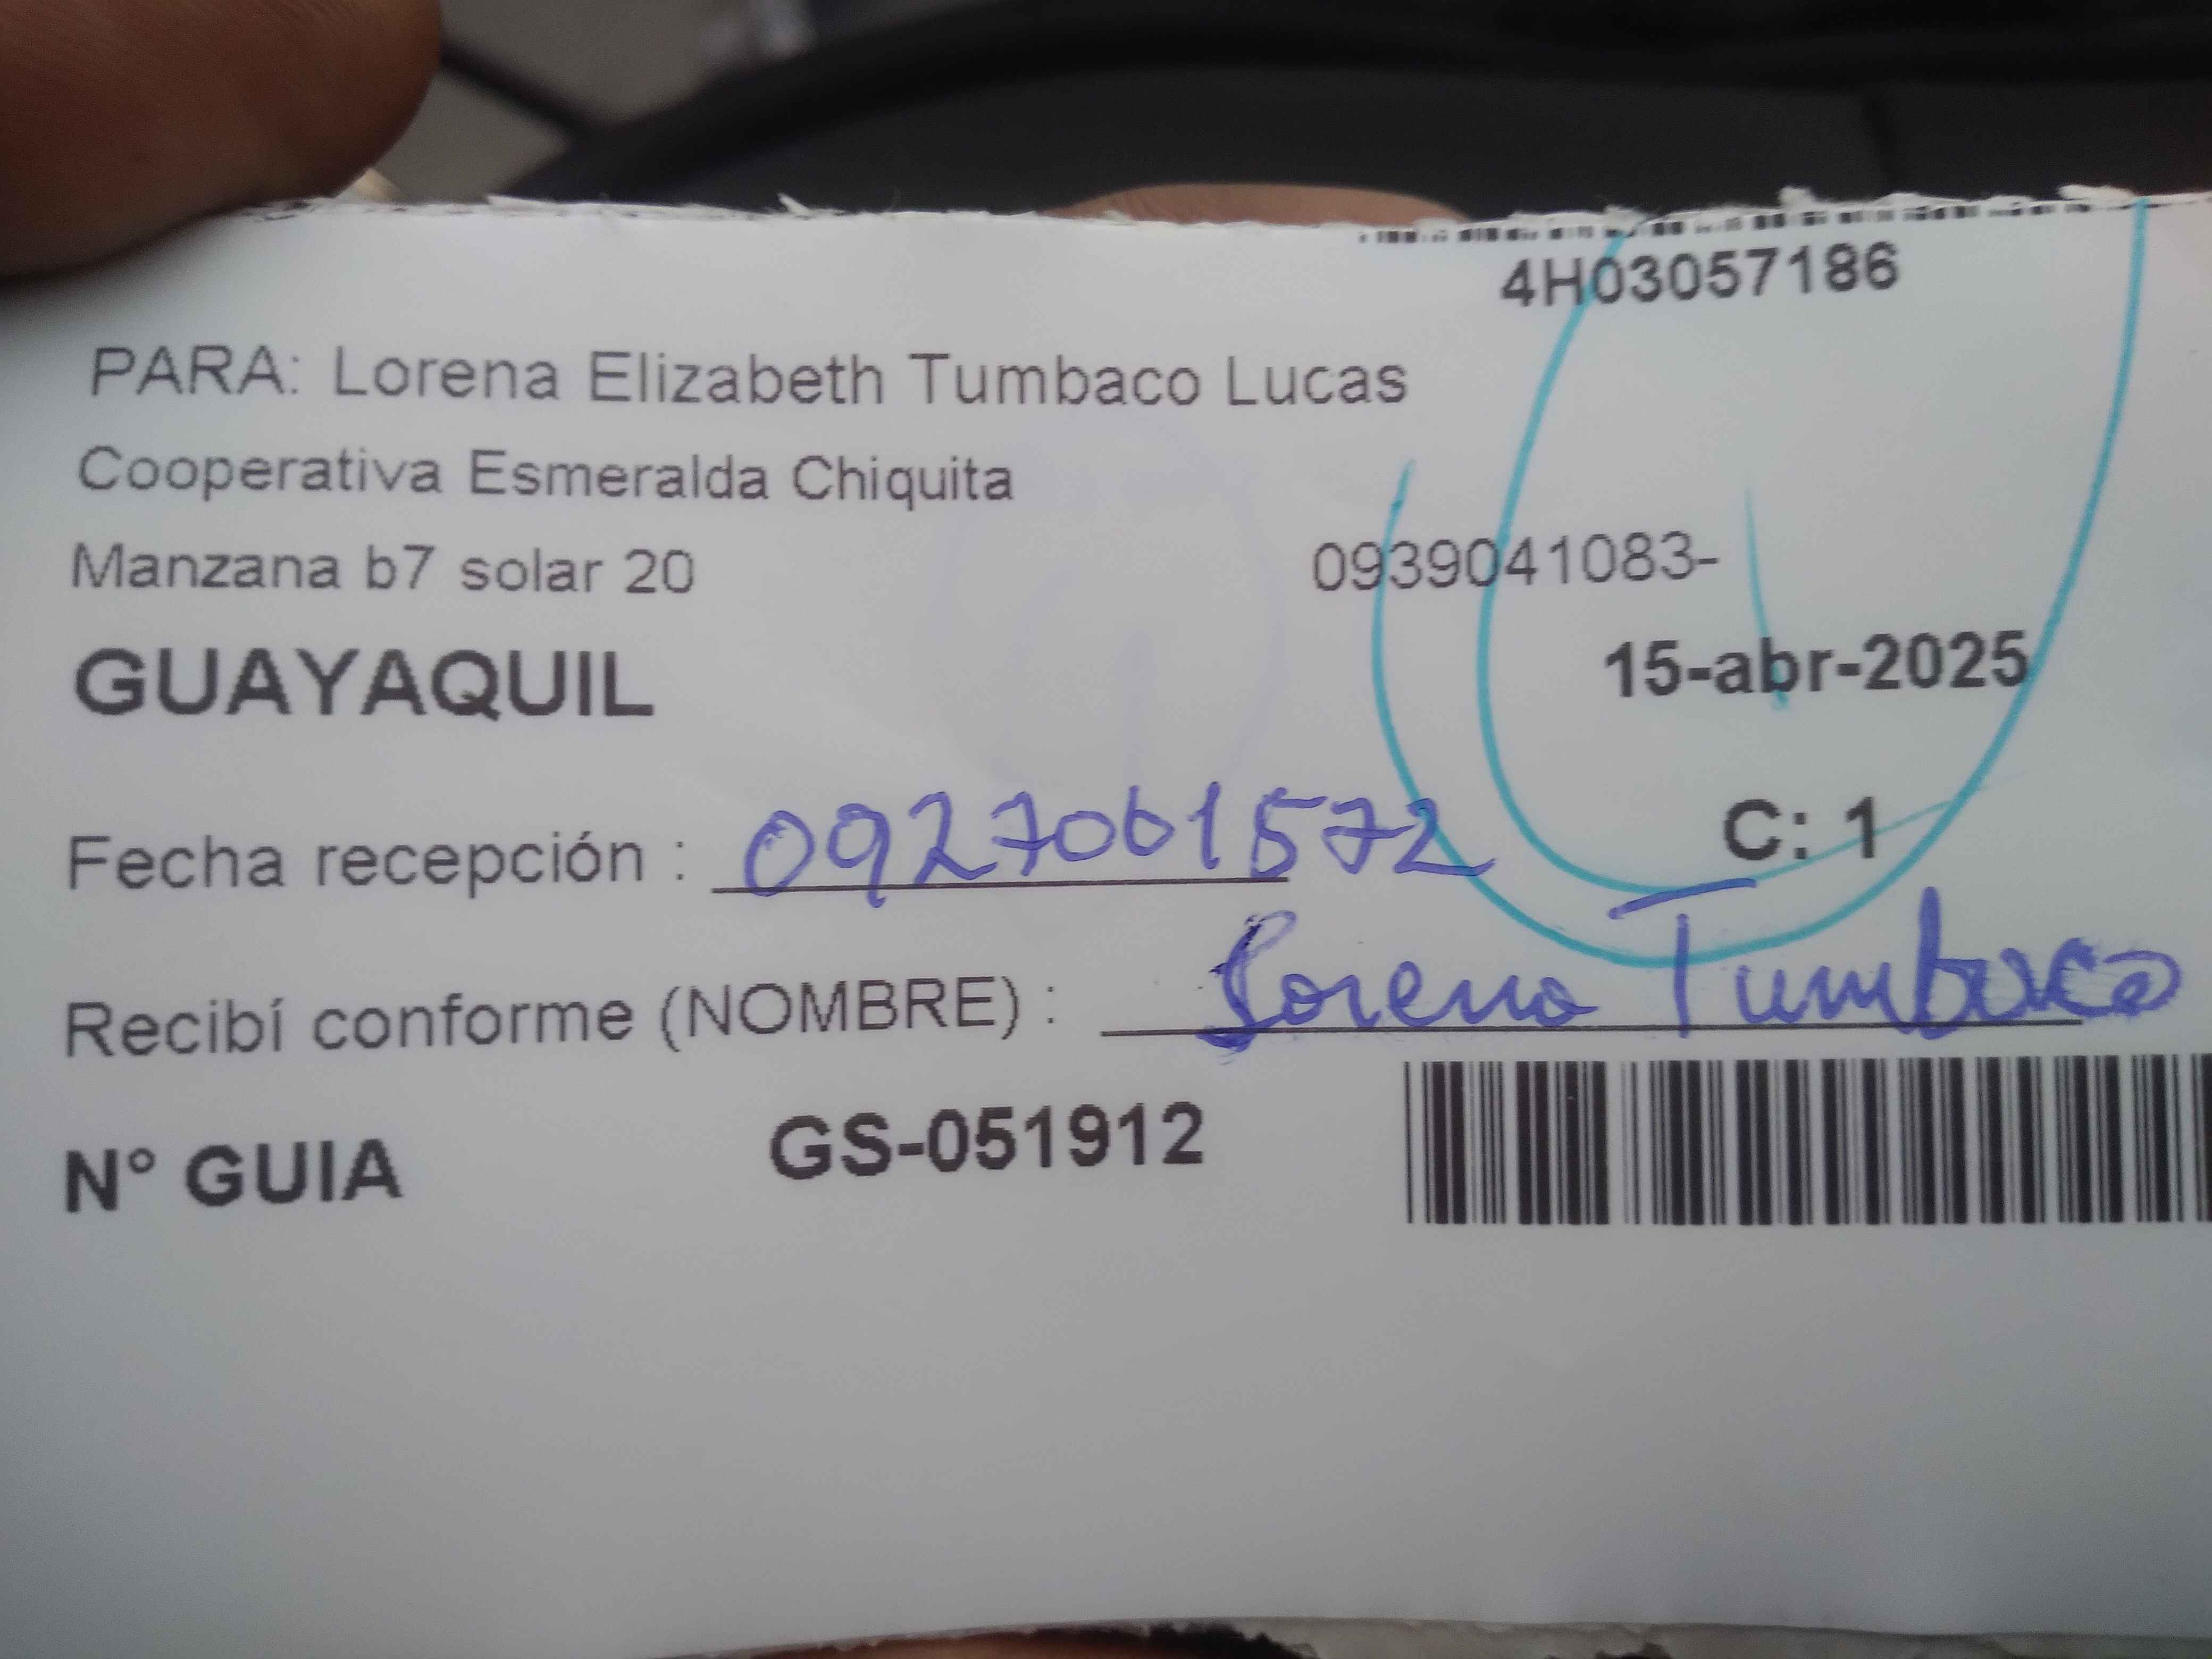 4H03057186
PARA: Lorena Elizabeth Tumbaco Lucas
Cooperativa Esmeralda Chiquita
Manzana b7 solar 20 0939041083-
GUAYAQUIL 15-abr-2025
C: 1
Fecha recepción : 0927061572
Recibí conforme (NOMBRE) : Lorena Tumbaco
N° GUIA GS-051912